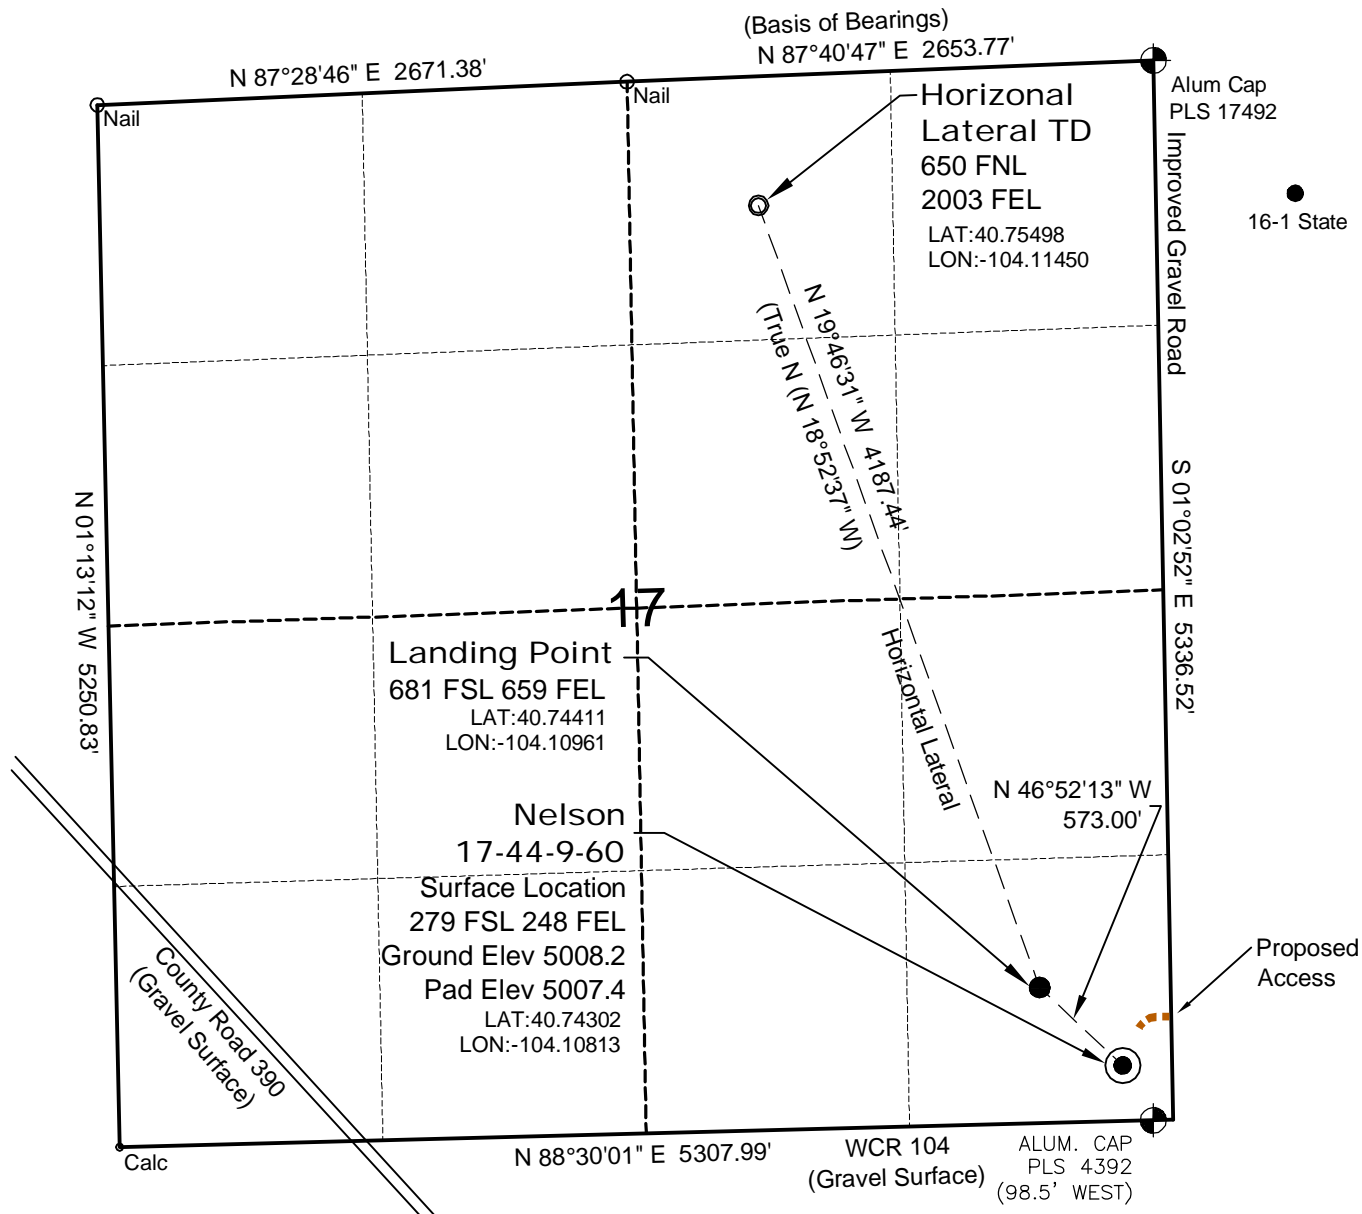 (Basis of Bearings)
N 87°40'47" E 2653.77'
N 87°28'46" E 2671.38'
Nail
Nail
Alum Cap
PLS 17492
Improved Gravel Road
16-1 State
Horizonal
Lateral TD
650 FNL
2003 FEL
LAT:40.75498
LON:-104.11450
N 19°46'31" W 4187.44'
(True N (N 18°52'37" W)
S 01°02'52" E 5336.52'
N 01°13'12" W 5250.83'
17
Landing Point
681 FSL 659 FEL
LAT:40.74411
LON:-104.10961
Horizontal Lateral
N 46°52'13" W
573.00'
Nelson
17-44-9-60
Surface Location
279 FSL 248 FEL
Ground Elev 5008.2
Pad Elev 5007.4
LAT:40.74302
LON:-104.10813
Proposed
Access
County Road 390
(Gravel Surface)
Calc
N 88°30'01" E 5307.99'
WCR 104
(Gravel Surface)
ALUM. CAP
PLS 4392
(98.5' WEST)